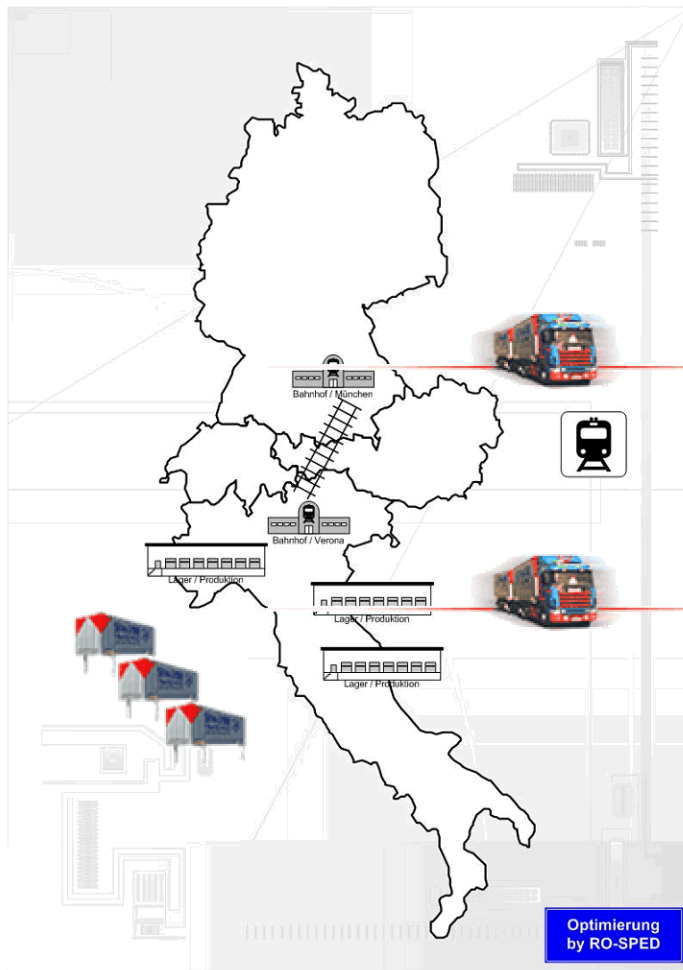 Bahnhof / München
Bahnhof / Verona
Lager / Produktion
Lager / Produktion
Lager / Produktion
Optimierung
by RO-SPED